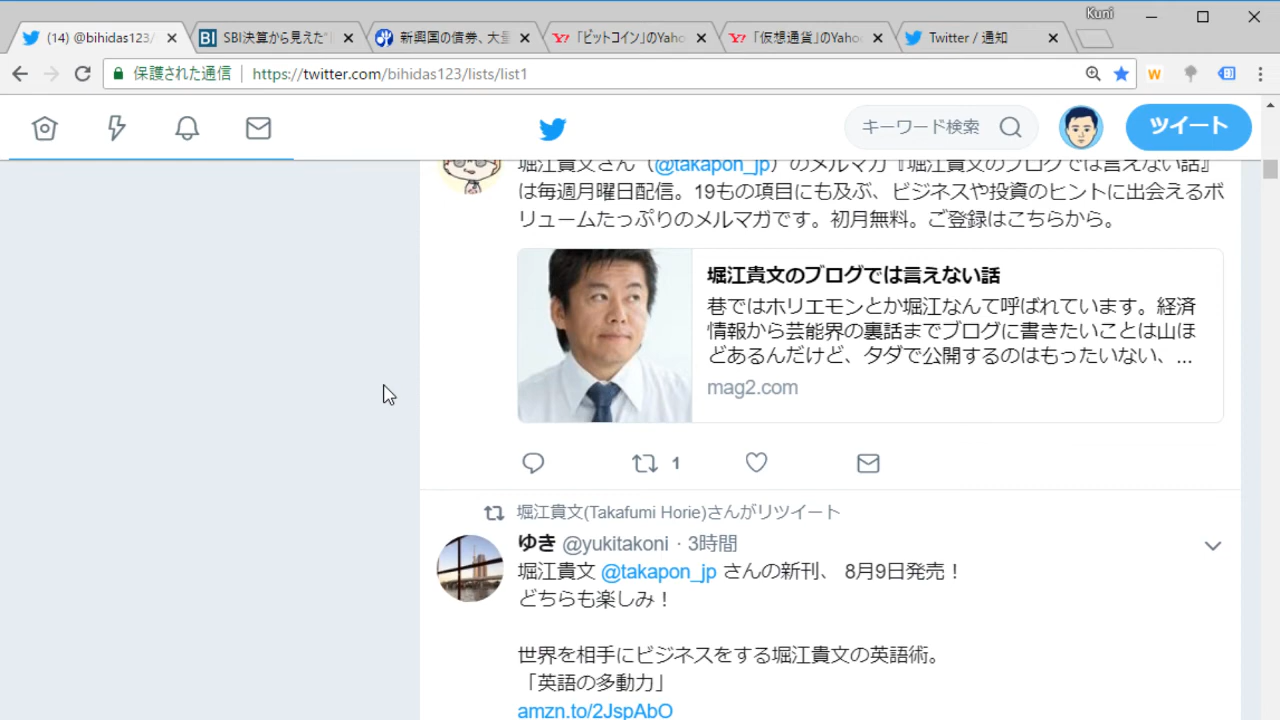 Kuni
(14) @bihidas123/
SBI決算から見えた"
新興国の債券、大量
「ビットコイン」のYaho
「仮想通貨」のYahoo
Twitter / 通知
保護された通信
https://twitter.com/bihidas123/lists/list1
キーワード検索
ツイート
堀江貴文さん（@takapon_jp）のメルマガ『堀江貴文のブログでは言えない話』
は毎週月曜日配信。19もの項目にも及ぶ、ビジネスや投資のヒントに出会えるボ
リュームたっぷりのメルマガです。初月無料。ご登録はこちらから。
堀江貴文のブログでは言えない話
巷ではホリエモンとか堀江なんて呼ばれています。経済
情報から芸能界の裏話までブログに書きたいことは山ほ
どあるんだけど、タダで公開するのはもったいない、...
mag2.com
1
堀江貴文(Takafumi Horie)さんがリツイート
ゆき @yukitakoni · 3時間
堀江貴文 @takapon_jp さんの新刊、 8月9日発売！
どちらも楽しみ！
世界を相手にビジネスをする堀江貴文の英語術。
「英語の多動力」
amzn.to/2JspAbO